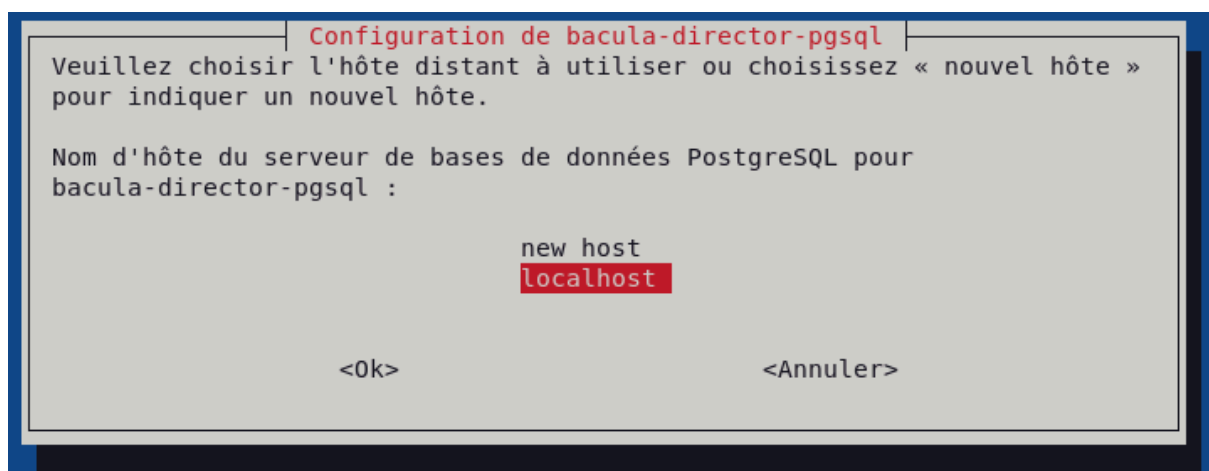 Configuration de bacula-director-pgsql
Veuillez choisir l'hôte distant à utiliser ou choisissez « nouvel hôte »
pour indiquer un nouvel hôte.
Nom d'hôte du serveur de bases de données PostgreSQL pour
bacula-director-pgsql :
new host
localhost
<Ok> <Annuler>